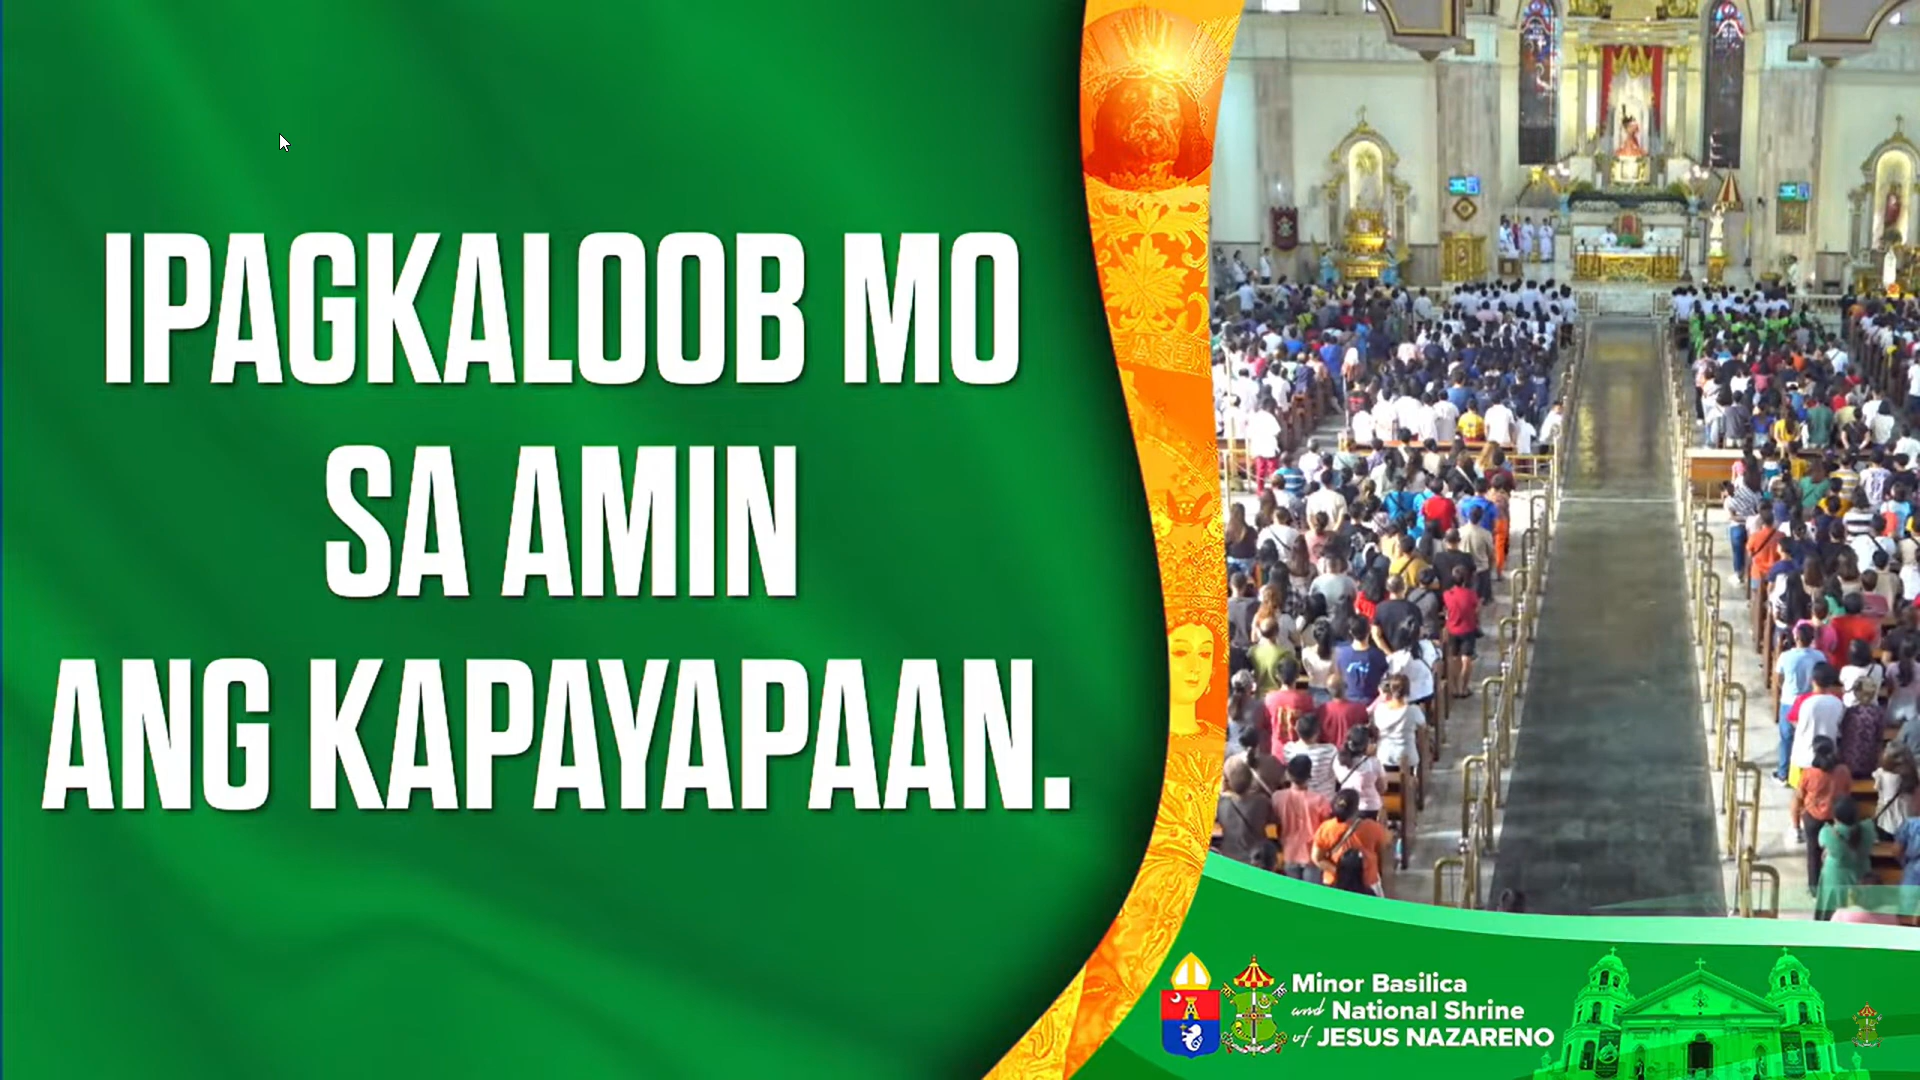 IPAGKALOOB MO
SA AMIN
ANG KAPAYAPAAN.
Minor Basilica
and National Shrine
of JESUS NAZARENO